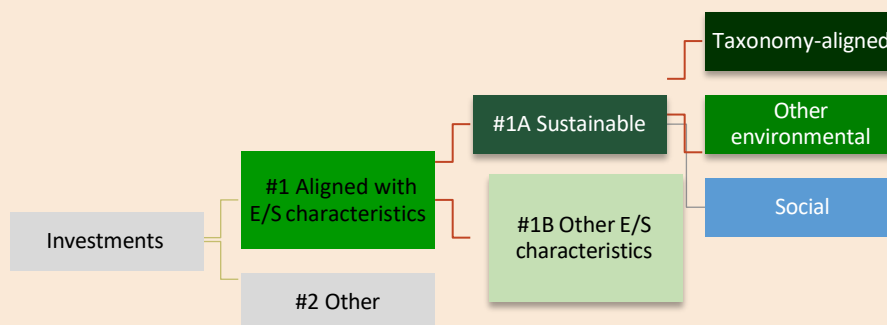 Taxonomy-aligned
#1A Sustainable
Other
environmental
#1 Aligned with
E/S characteristics
Social
#1B Other E/S
characteristics
Investments
#2 Other